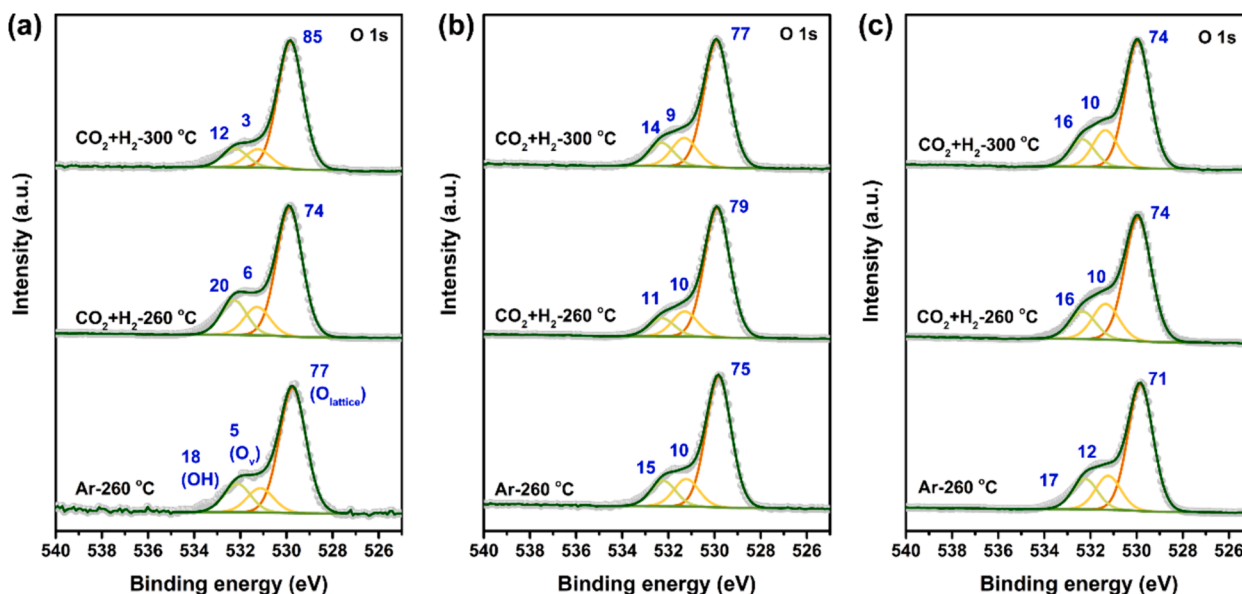 (a)
O 1s
85
3
12
CO2+H2-300 °C
74
6
20
CO2+H2-260 °C
77
(Olattice)
5
(Ov)
18
(OH)
Ar-260 °C
Intensity (a.u.)
540 538 536 534 532 530 528 526
Binding energy (eV)
(b)
O 1s
77
9
14
CO2+H2-300 °C
79
10
11
CO2+H2-260 °C
75
10
15
Ar-260 °C
Intensity (a.u.)
540 538 536 534 532 530 528 526
Binding energy (eV)
(c)
O 1s
74
10
16
CO2+H2-300 °C
74
10
16
CO2+H2-260 °C
71
12
17
Ar-260 °C
Intensity (a.u.)
540 538 536 534 532 530 528 526
Binding energy (eV)